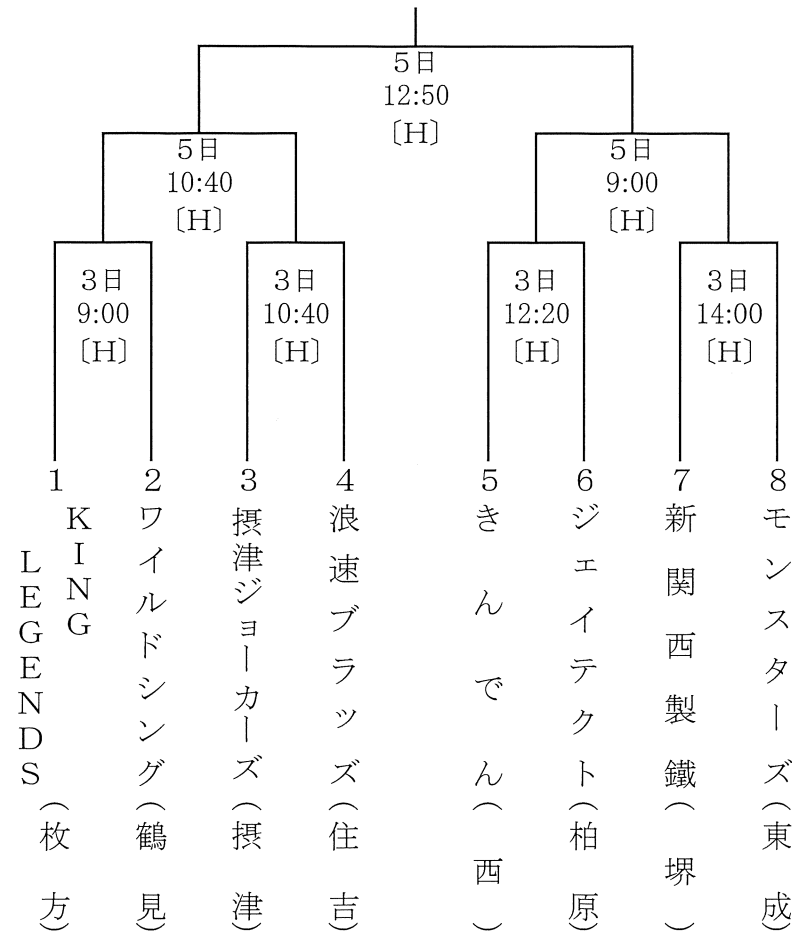 5日
12:50
〔H〕
5日
10:40
〔H〕
5日
9:00
〔H〕
3日
9:00
〔H〕
3日
10:40
〔H〕
3日
12:20
〔H〕
3日
14:00
〔H〕
1
KING
LEGENDS
(枚方)
2
ワイルドシング(鶴見)
3
摂津ジョーカーズ(摂津)
4
浪速ブラッズ(住吉)
5
きんでん(西)
6
ジェイテクト(柏原)
7
新関西製鐵(堺)
8
モンスターズ(東成)